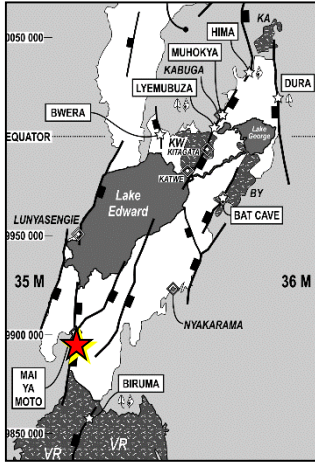 0050 000
KA
HIMA
MUHOKYA
KABUGA
LYEMUBUZA
DURA
BWERA
EQUATOR
KW
KITAGATA
Lake
George
KATWE
Lake
Edward
BY
LUNYASENGIE
BAT CAVE
9950 000
35 M
36 M
NYAKARAMA
9900 000
MAI
YA
MOTO
BIRUMA
VR
VR
9850 000